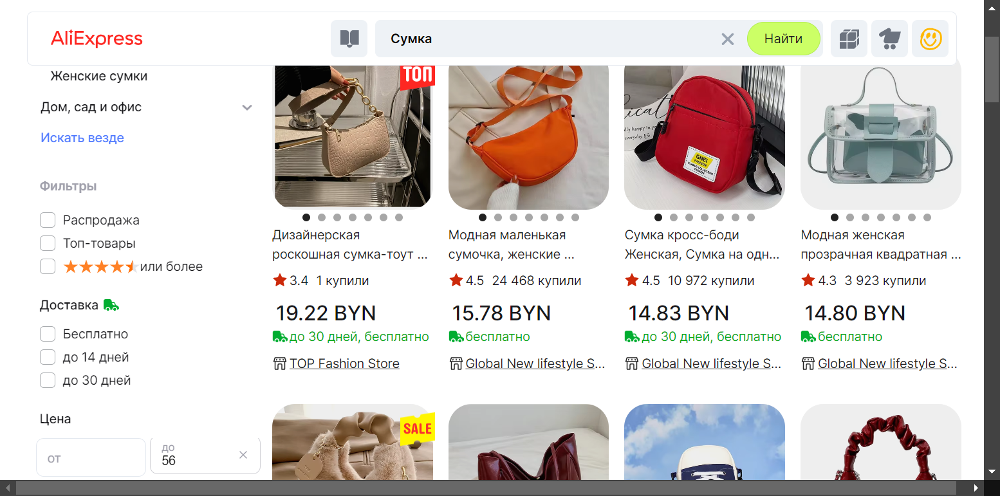 AliExpress
Сумка
Найти
Женские сумки
Дом, сад и офис
Искать везде
Фильтры
Распродажа
Топ-товары
или более
Доставка
Бесплатно
до 14 дней
до 30 дней
Цена
от
до
56
ТОП
Дизайнерская
роскошная сумка-тоут ...
3.4 1 купили
19.22 BYN
до 30 дней, бесплатно
TOP Fashion Store
Модная маленькая
сумочка, женские ...
4.5 24 468 купили
15.78 BYN
бесплатно
Global New lifestyle S...
GNEI
FASHION
Сумка кросс-боди
Женская, Сумка на одн...
4.5 10 972 купили
14.83 BYN
до 30 дней, бесплатно
Global New lifestyle S...
Модная женская
прозрачная квадратная ...
4.3 3 923 купили
14.80 BYN
бесплатно
Global New lifestyle S...
SALE